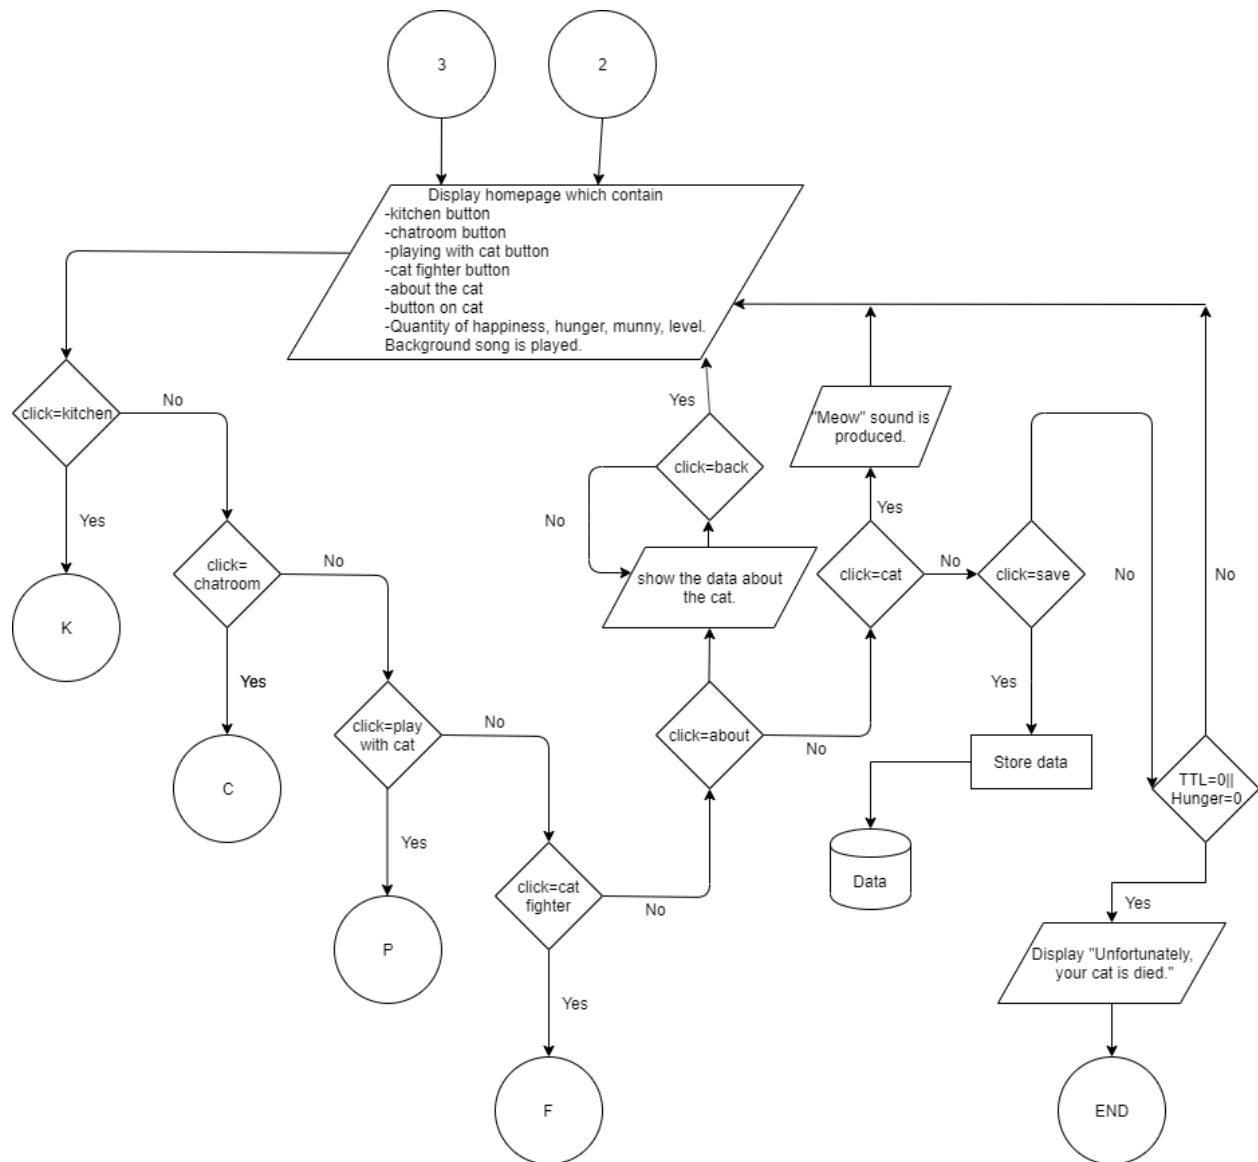 3
2
Display homepage which contain
-kitchen button
-chatroom button
-playing with cat button
-cat fighter button
-about the cat
-button on cat
-Quantity of happiness, hunger, munny, level.
Background song is played.
click=kitchen
No
Yes
K
click=
chatroom
No
Yes
C
click=play
with cat
No
Yes
P
click=cat
fighter
No
Yes
F
click=about
No
show the data about
the cat.
click=back
Yes
No
click=cat
Yes
No
"Meow" sound is
produced.
click=save
No
Yes
Store data
Data
TTL=0||
Hunger=0
No
Yes
Display "Unfortunately,
your cat is died."
END